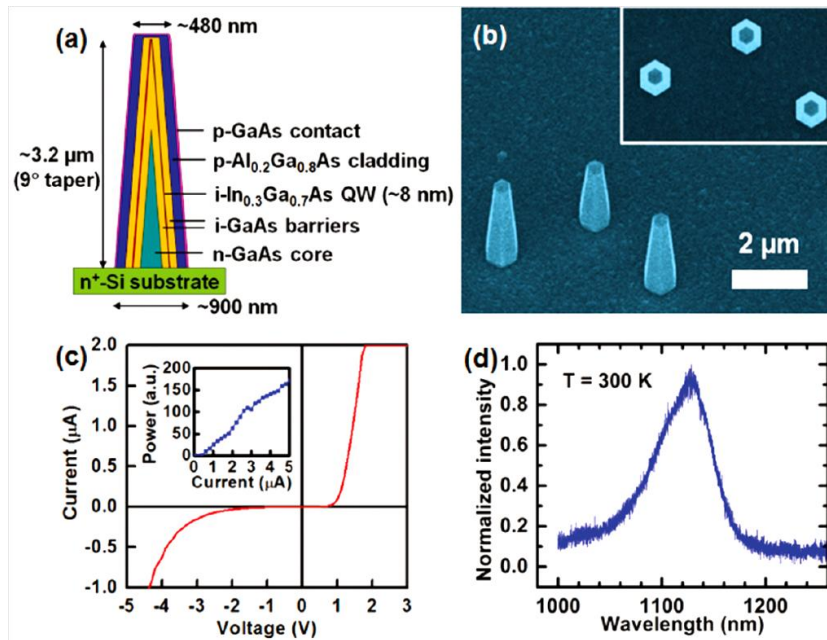 (a)
~480 nm
~3.2 µm
(9° taper)
p-GaAs contact
p-Al0.2Ga0.8As cladding
i-In0.3Ga0.7As QW (~8 nm)
i-GaAs barriers
n-GaAs core
n+-Si substrate
~900 nm
(b)
2 µm
(c)
Current (µA)
2.0
1.5
1.0
0.5
0.0
-0.5
-1.0
-5 -4 -3 -2 -1 0 1 2 3
Voltage (V)
Power (a.u.)
200
150
100
50
0
0 1 2 3 4 5
Current (µA)
(d)
T = 300 K
Normalized intensity
1.0
0.8
0.6
0.4
0.2
0.0
1000 1100 1200
Wavelength (nm)